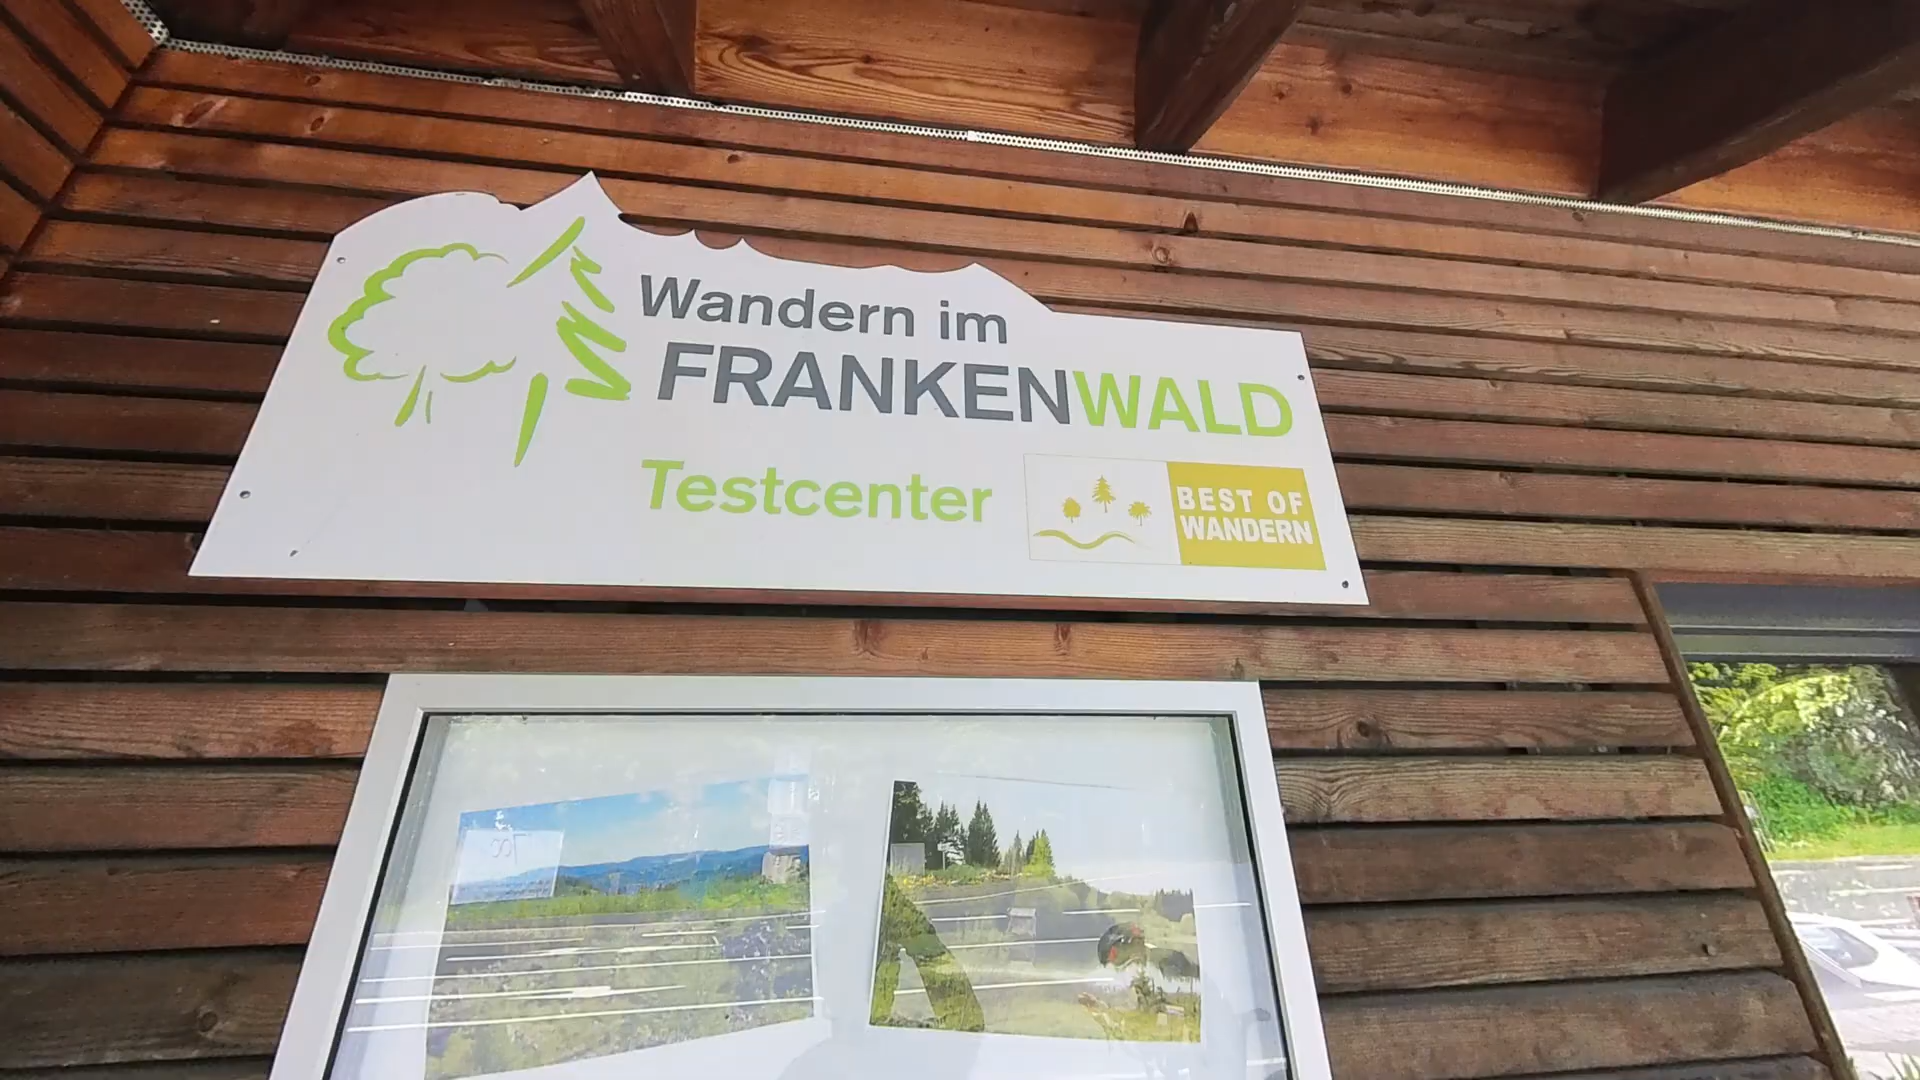 Wandern im
FRANKENWALD
Testcenter
BEST OF
WANDERN